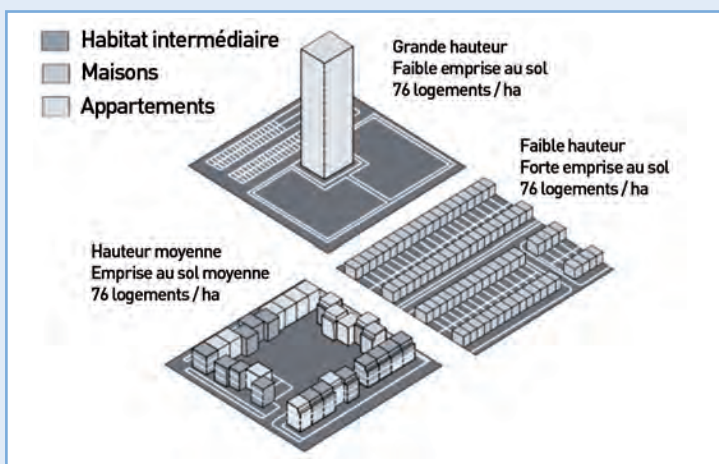 Habitat intermédiaire
Maisons
Appartements
Grande hauteur
Faible emprise au sol
76 logements / ha
Faible hauteur
Forte emprise au sol
76 logements / ha
Hauteur moyenne
Emprise au sol moyenne
76 logements / ha